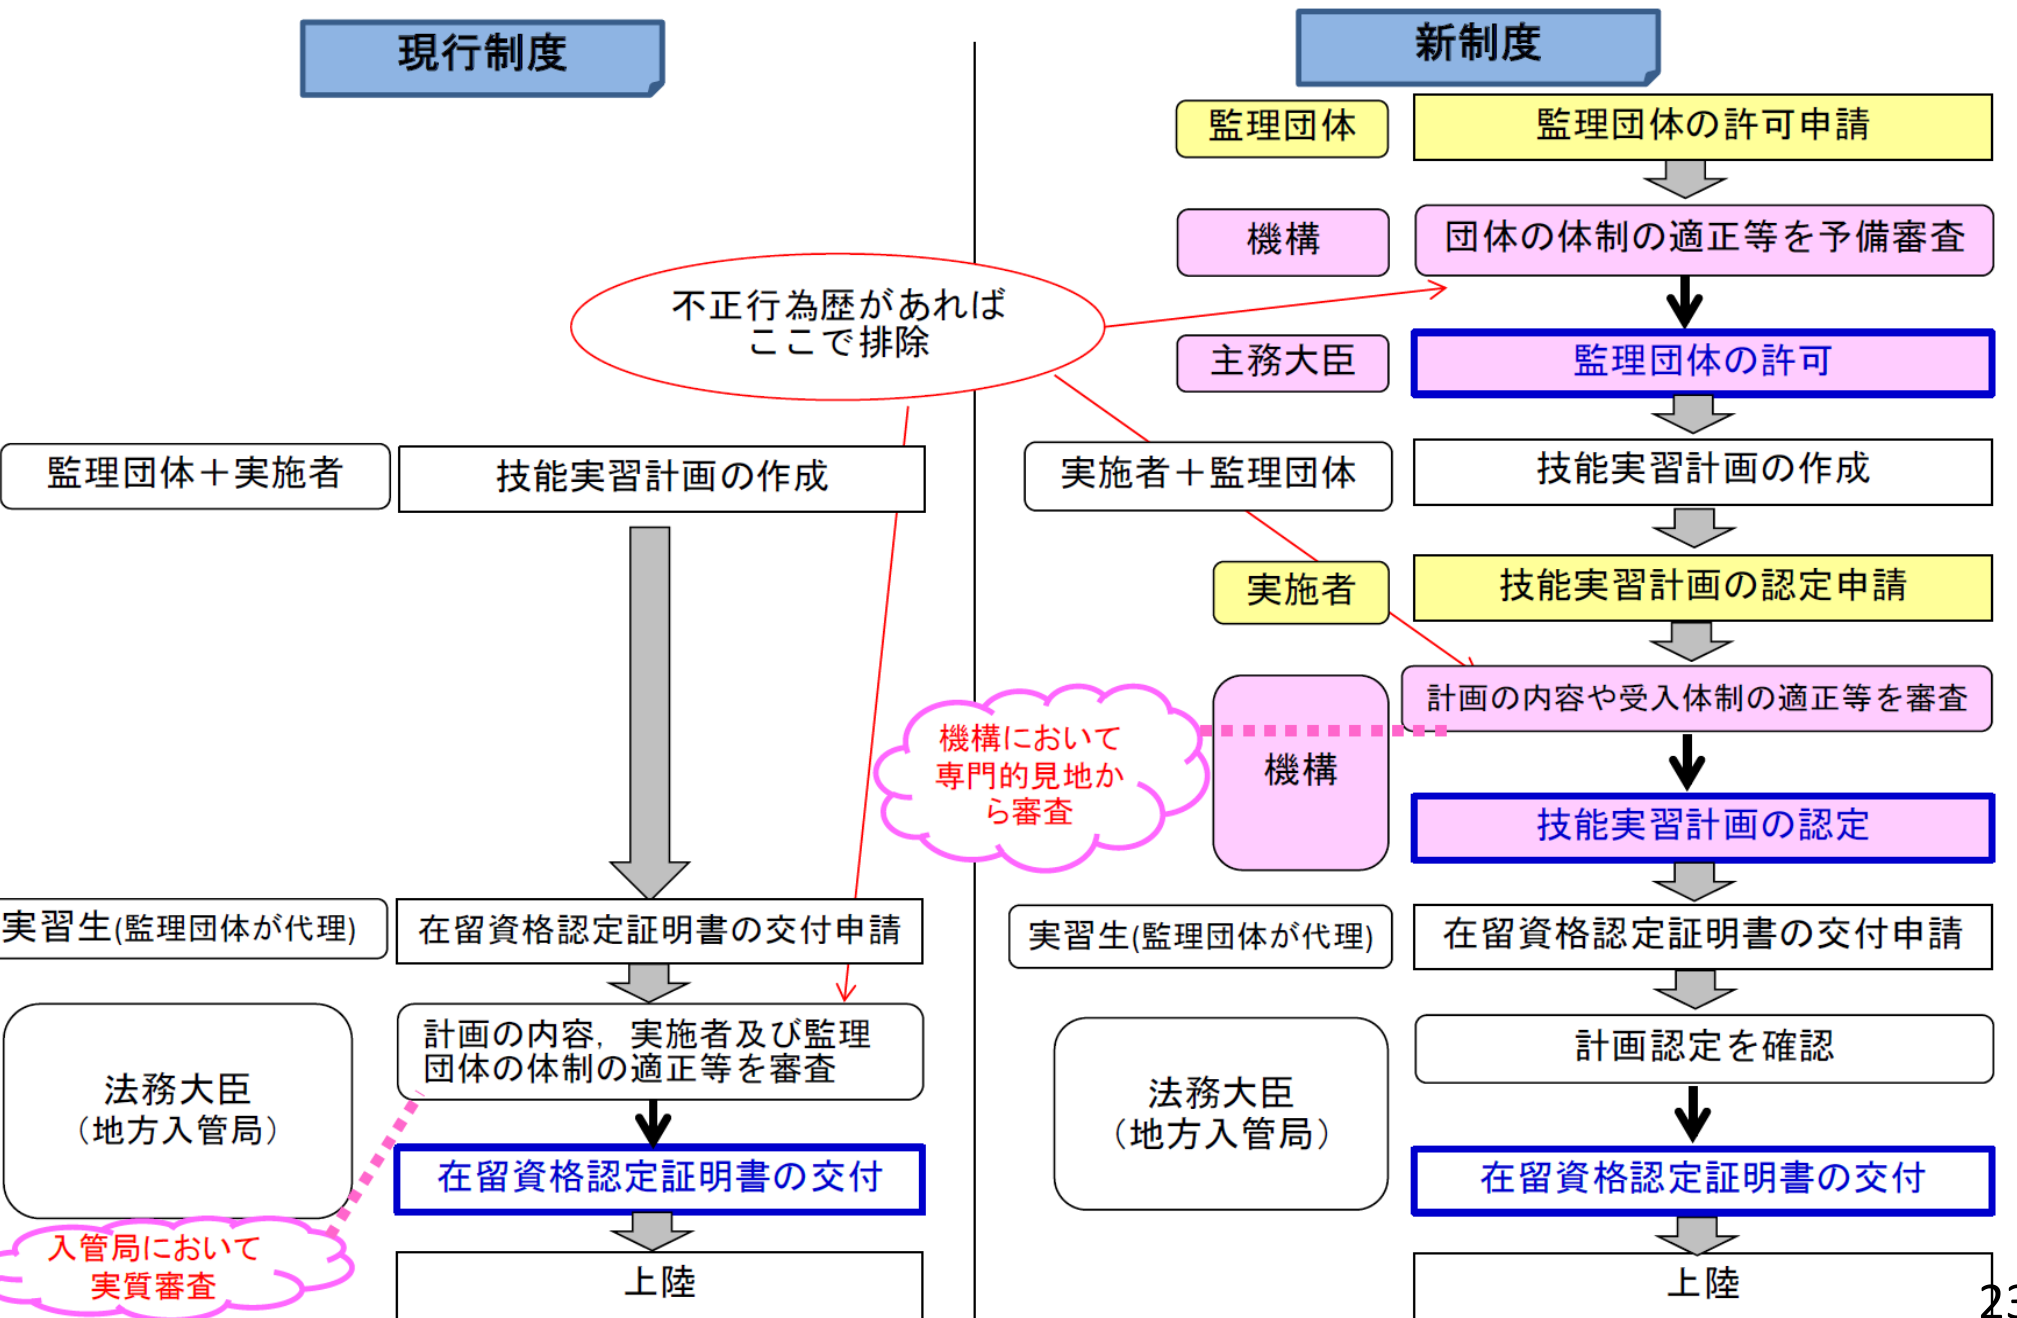 現行制度
不正行為歴があれば
ここで排除
監理団体＋実施者
技能実習計画の作成
実習生(監理団体が代理)
在留資格認定証明書の交付申請
法務大臣
（地方入管局）
計画の内容，実施者及び監理
団体の体制の適正等を審査
在留資格認定証明書の交付
入管局において
実質審査
上陸
新制度
監理団体
監理団体の許可申請
機構
団体の体制の適正等を予備審査
主務大臣
監理団体の許可
実施者＋監理団体
技能実習計画の作成
実施者
技能実習計画の認定申請
機構において
専門的見地か
ら審査
機構
計画の内容や受入体制の適正等を審査
技能実習計画の認定
実習生(監理団体が代理)
在留資格認定証明書の交付申請
法務大臣
（地方入管局）
計画認定を確認
在留資格認定証明書の交付
上陸
23